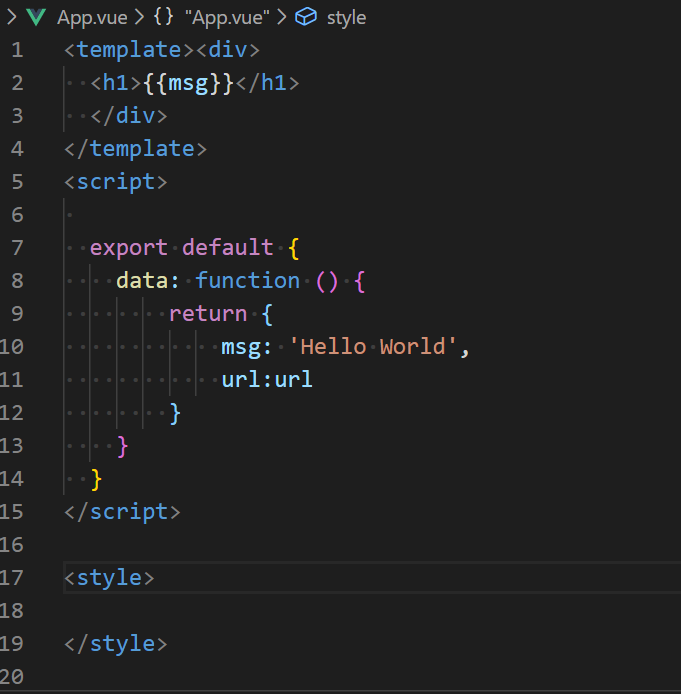 > App.vue > {} "App.vue" > style
1 <template><div>
2 <h1>{{msg}}</h1>
3 </div>
4 </template>
5 <script>
6
7 export default {
8 data: function () {
9 return {
10 msg: 'Hello World',
11 url:url
12 }
13 }
14 }
15 </script>
16
17 <style>
18
19 </style>
20